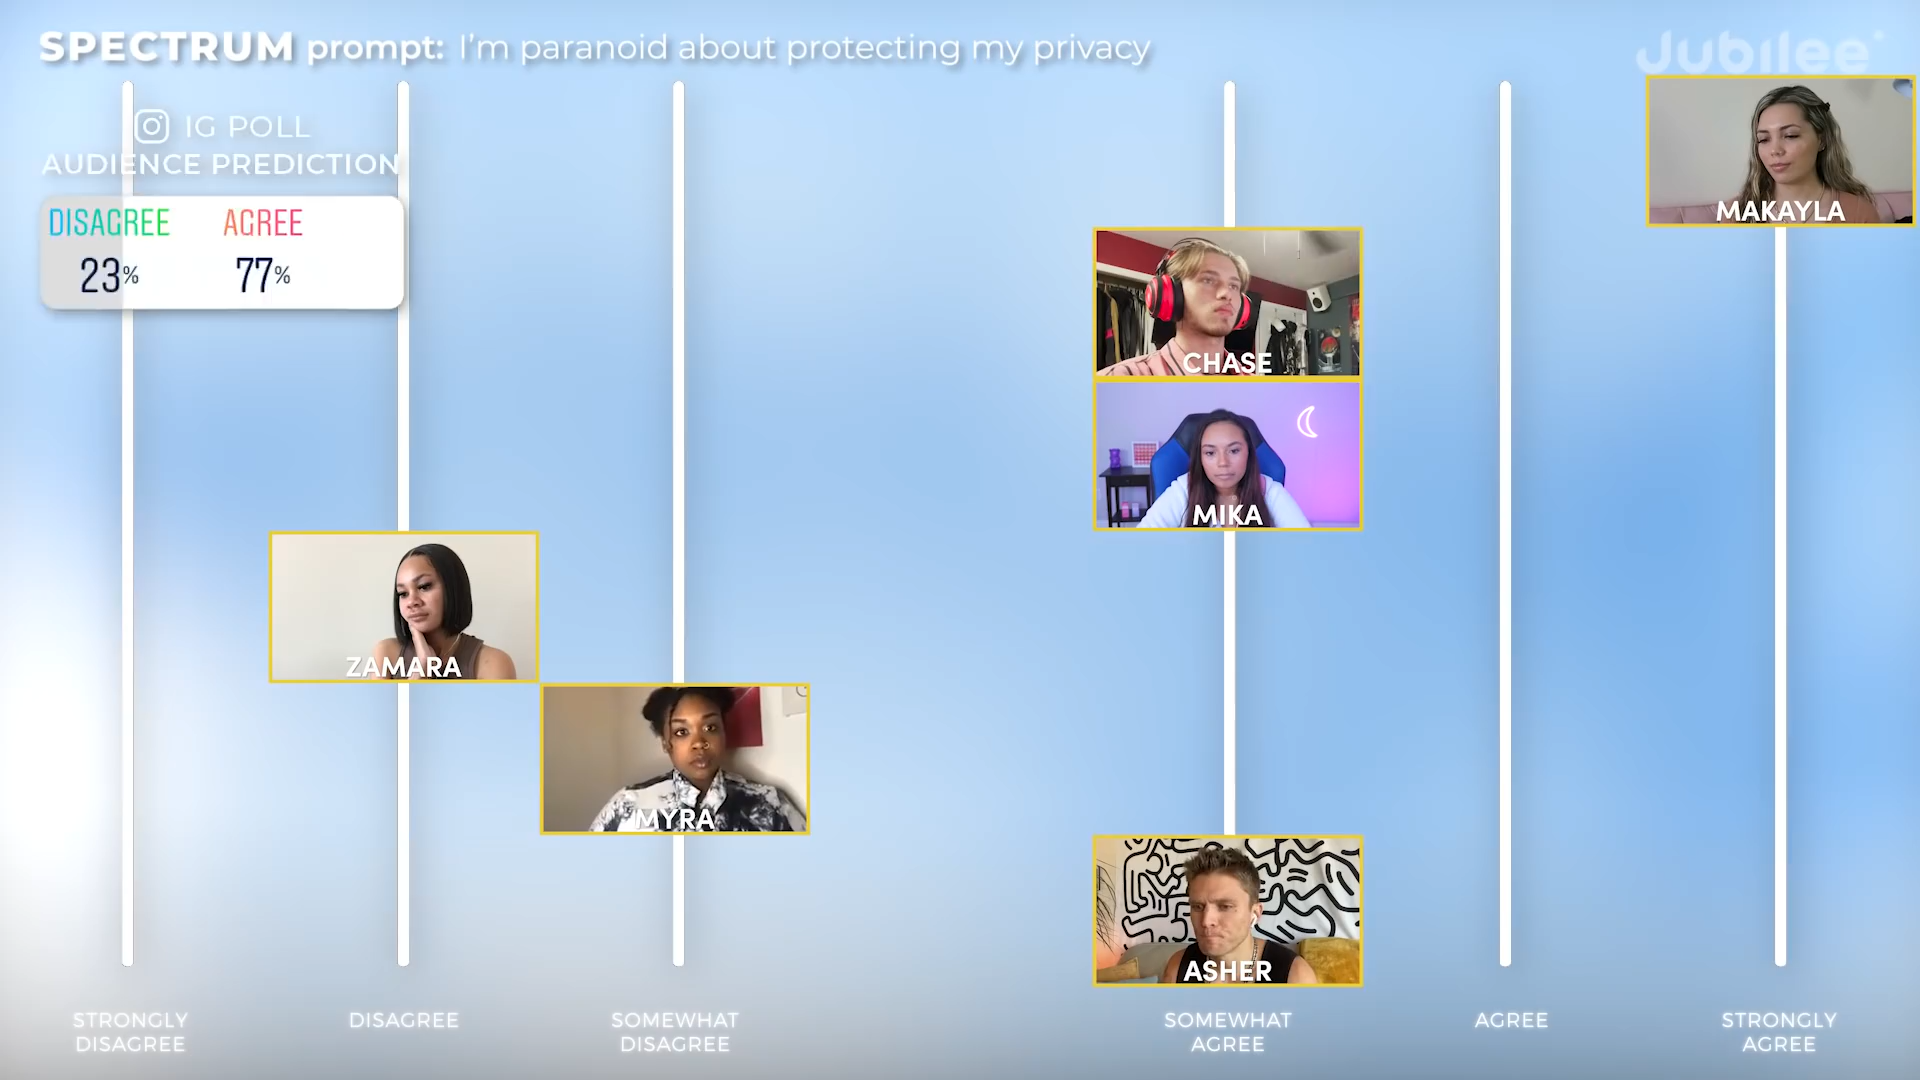 SPECTRUM prompt: I'm paranoid about protecting my privacy
Jubilee
IG POLL
AUDIENCE PREDICTION
DISAGREE AGREE
23% 77%
MAKAYLA
CHASE
MIKA
ZAMARA
MYRA
ASHER
STRONGLY DISAGREE
DISAGREE
SOMEWHAT DISAGREE
SOMEWHAT AGREE
AGREE
STRONGLY AGREE